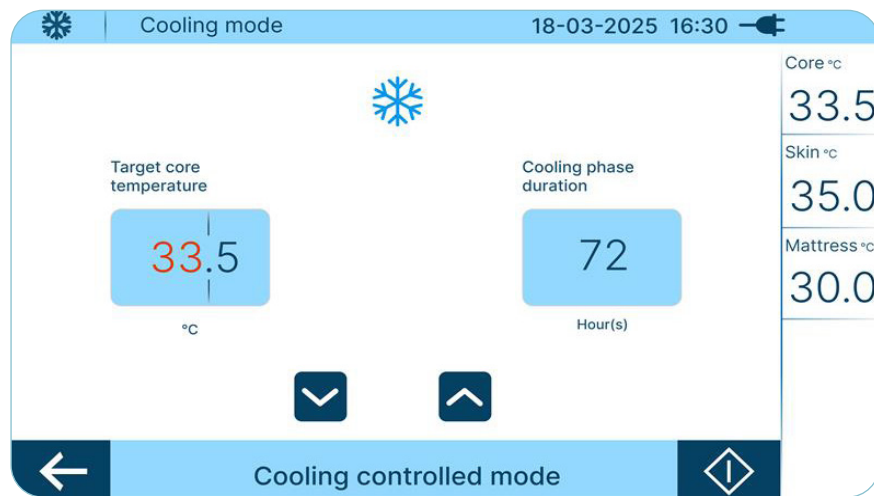 Cooling mode
18-03-2025 16:30
Target core
temperature
33.5
°C
Cooling phase
duration
72
Hour(s)
Cooling controlled mode
Core °C
33.5
Skin °C
35.0
Mattress °C
30.0